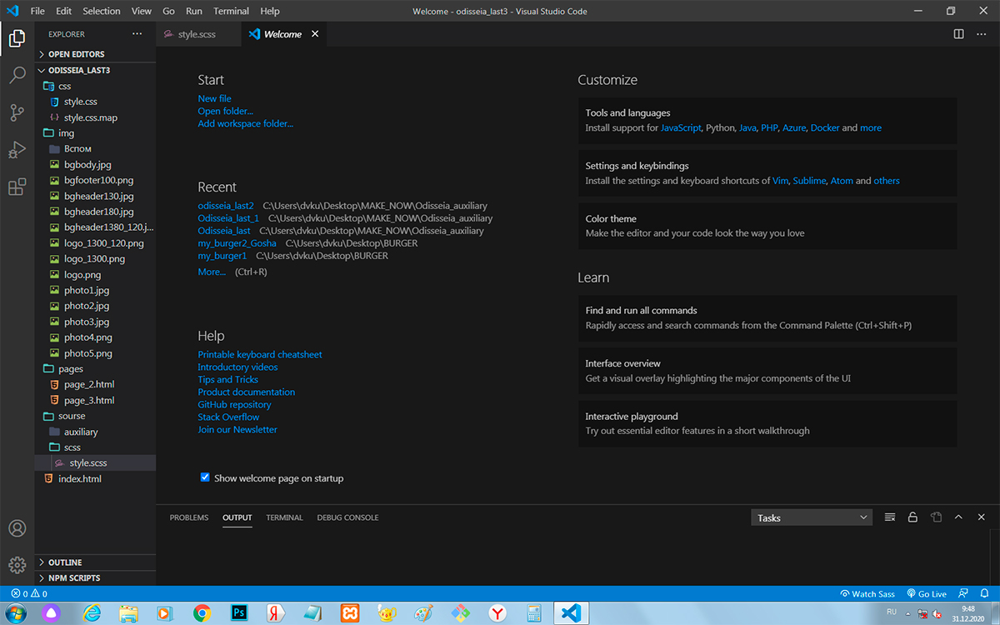 File Edit Selection View Go Run Terminal Help
Welcome - odisseia_last3 - Visual Studio Code
EXPLORER
OPEN EDITORS
ODISSEIA_LAST3
css
style.css
style.css.map
img
Вспом
bgbody.jpg
bgfooter100.png
bgheader130.jpg
bgheader180.jpg
bgheader1380_120.j...
logo_1300_120.png
logo_1300.png
logo.png
photo1.jpg
photo2.jpg
photo3.jpg
photo4.png
photo5.png
pages
page_2.html
page_3.html
sourse
auxiliary
scss
style.scss
index.html
OUTLINE
NPM SCRIPTS
style.scss
Welcome
Start
New file
Open folder...
Add workspace folder...
Recent
odisseia_last2 C:\Users\dvku\Desktop\MAKE_NOW\Odisseia_auxiliary
Odisseia_last_1 C:\Users\dvku\Desktop\MAKE_NOW\Odisseia_auxiliary
Odisseia_last C:\Users\dvku\Desktop\MAKE_NOW\Odisseia_auxiliary
my_burger2_Gosha C:\Users\dvku\Desktop\BURGER
my_burger1 C:\Users\dvku\Desktop\BURGER
More... (Ctrl+R)
Help
Printable keyboard cheatsheet
Introductory videos
Tips and Tricks
Product documentation
GitHub repository
Stack Overflow
Join our Newsletter
Show welcome page on startup
Customize
Tools and languages
Install support for JavaScript, Python, Java, PHP, Azure, Docker and more
Settings and keybindings
Install the settings and keyboard shortcuts of Vim, Sublime, Atom and others
Color theme
Make the editor and your code look the way you love
Learn
Find and run all commands
Rapidly access and search commands from the Command Palette (Ctrl+Shift+P)
Interface overview
Get a visual overlay highlighting the major components of the UI
Interactive playground
Try out essential editor features in a short walkthrough
PROBLEMS OUTPUT TERMINAL DEBUG CONSOLE
Tasks
0 0
Watch Sass
Go Live
Ps
Я
Y
RU
9:48
31.12.2020